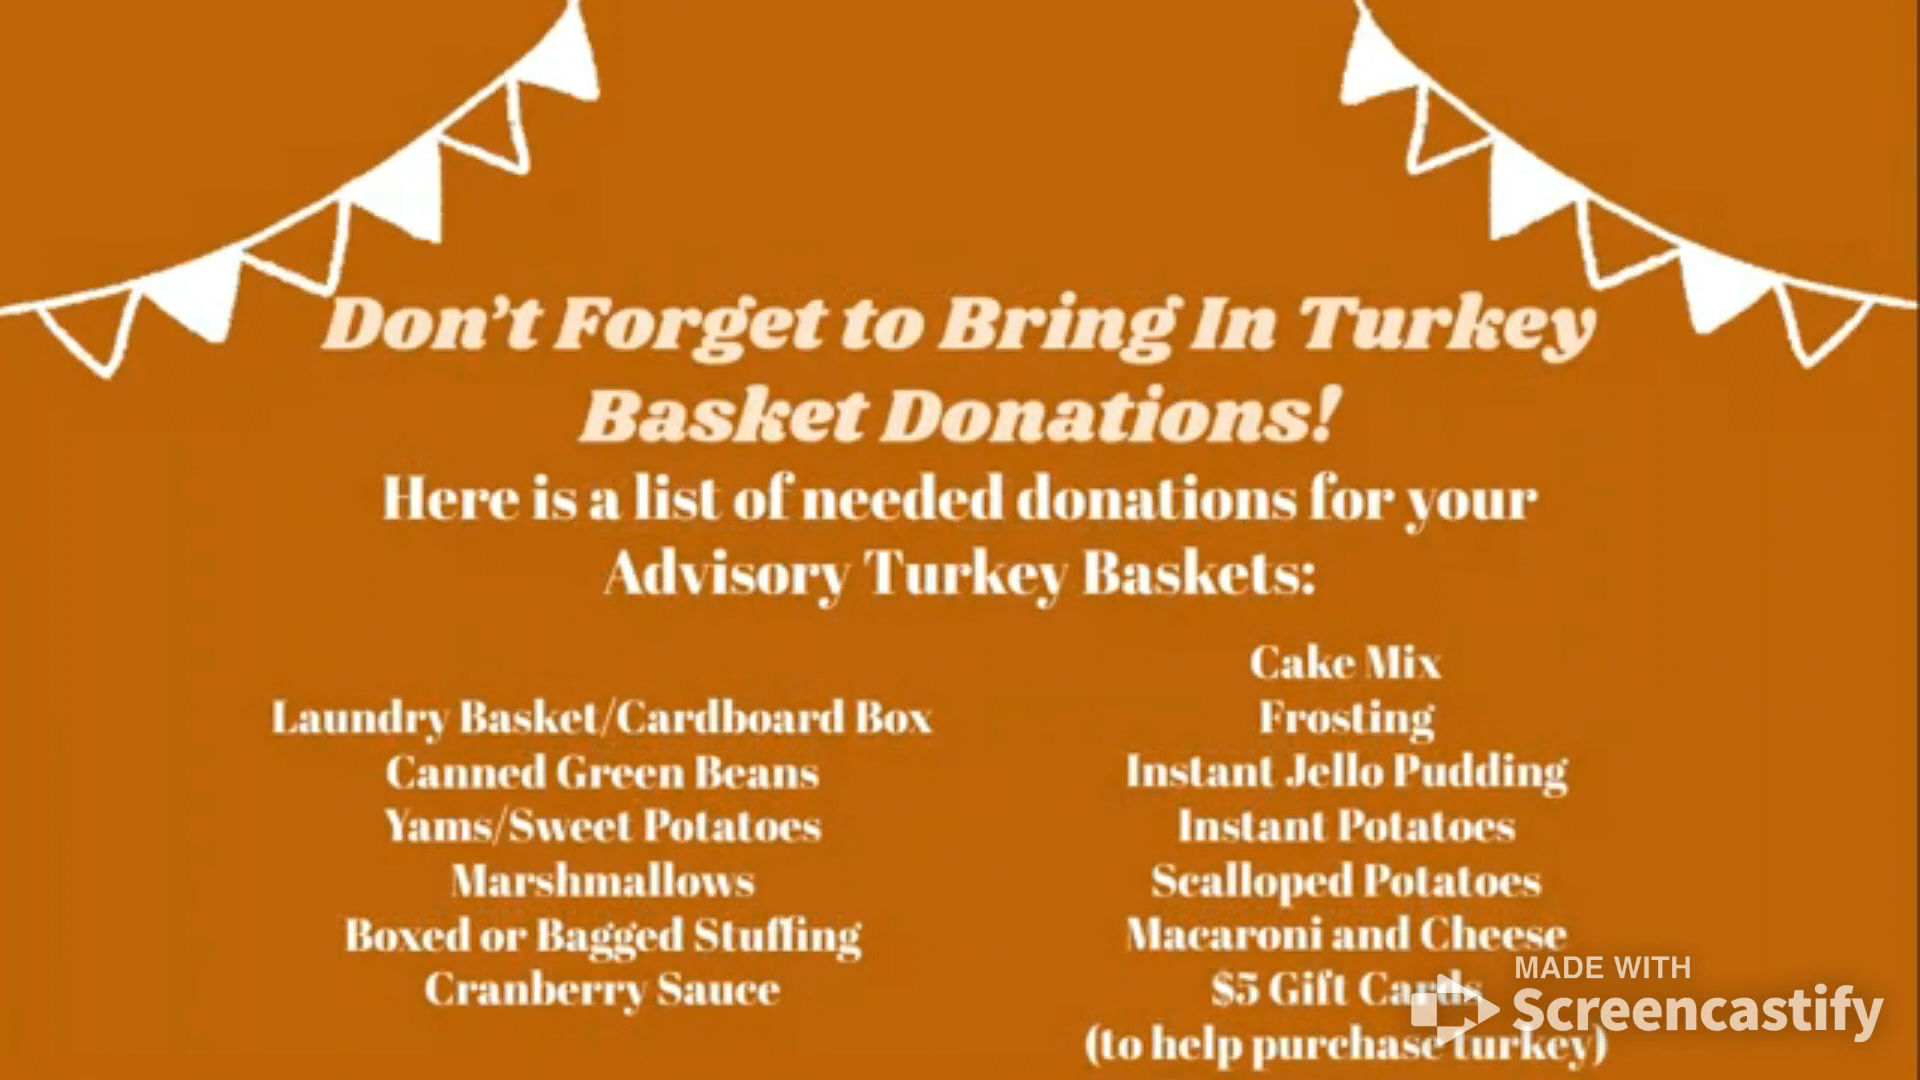 Don't Forget to Bring In Turkey
Basket Donations!
Here is a list of needed donations for your
Advisory Turkey Baskets:
Laundry Basket/Cardboard Box
Canned Green Beans
Yams/Sweet Potatoes
Marshmallows
Boxed or Bagged Stuffing
Cranberry Sauce
Cake Mix
Frosting
Instant Jello Pudding
Instant Potatoes
Scalloped Potatoes
Macaroni and Cheese
$5 Gift Cards
(to help purchase turkey)
MADE WITH
Screencastify